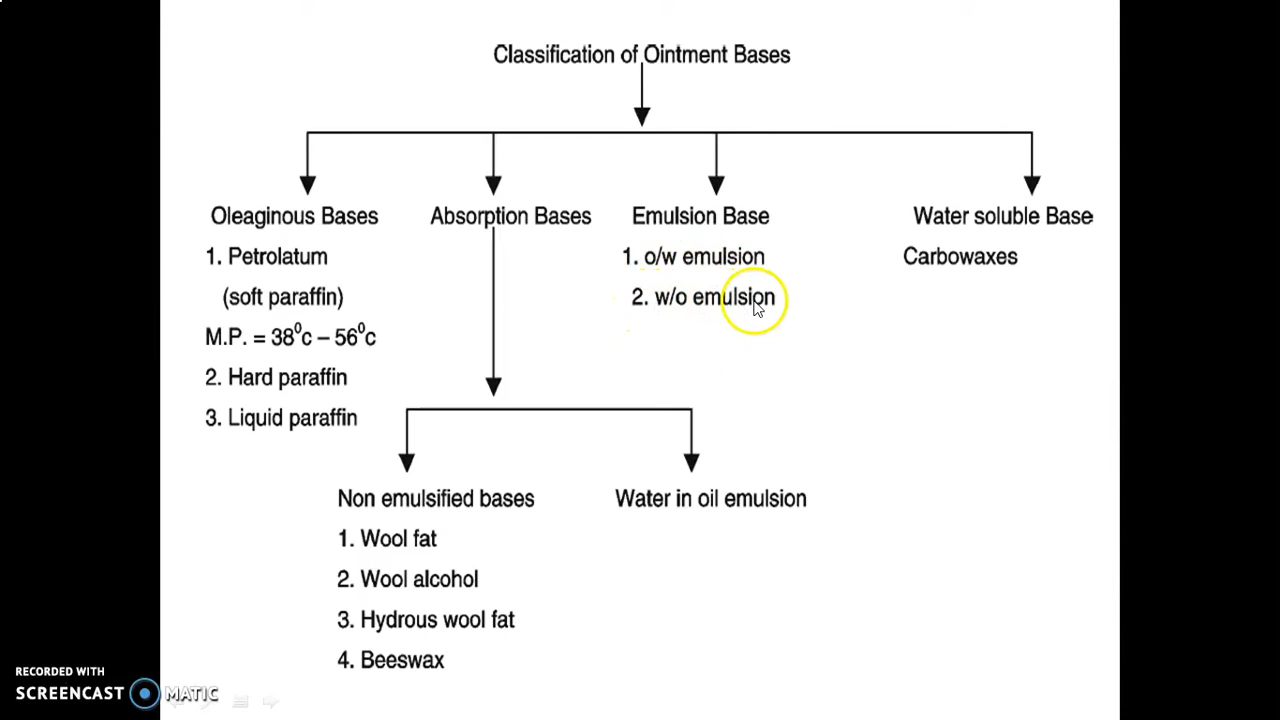 Classification of Ointment Bases
Oleaginous Bases
1. Petrolatum
(soft paraffin)
M.P. = 38⁰c – 56⁰c
2. Hard paraffin
3. Liquid paraffin
Absorption Bases
Non emulsified bases
1. Wool fat
2. Wool alcohol
3. Hydrous wool fat
4. Beeswax
Water in oil emulsion
Emulsion Base
1. o/w emulsion
2. w/o emulsion
Water soluble Base
Carbowaxes
RECORDED WITH
SCREENCAST MATIC